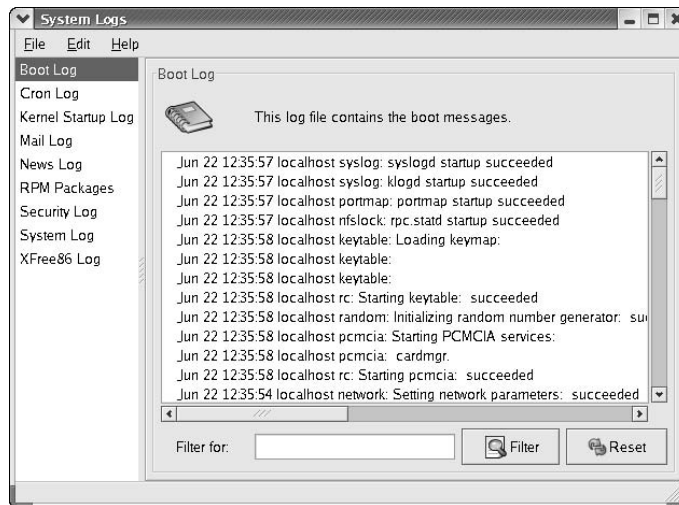 System Logs
File Edit Help
Boot Log
Cron Log
Kernel Startup Log
Mail Log
News Log
RPM Packages
Security Log
System Log
XFree86 Log
Boot Log
This log file contains the boot messages.
Jun 22 12:35:57 localhost syslog: syslogd startup succeeded
Jun 22 12:35:57 localhost syslog: klogd startup succeeded
Jun 22 12:35:57 localhost portmap: portmap startup succeeded
Jun 22 12:35:57 localhost nfslock: rpc.statd startup succeeded
Jun 22 12:35:58 localhost keytable: Loading keymap:
Jun 22 12:35:58 localhost keytable:
Jun 22 12:35:58 localhost keytable:
Jun 22 12:35:58 localhost rc: Starting keytable: succeeded
Jun 22 12:35:58 localhost random: Initializing random number generator: su
Jun 22 12:35:58 localhost pcmcia: Starting PCMCIA services:
Jun 22 12:35:58 localhost pcmcia: cardmgr.
Jun 22 12:35:58 localhost rc: Starting pcmcia: succeeded
Jun 22 12:35:54 localhost network: Setting network parameters: succeeded
Filter for: Filter Reset